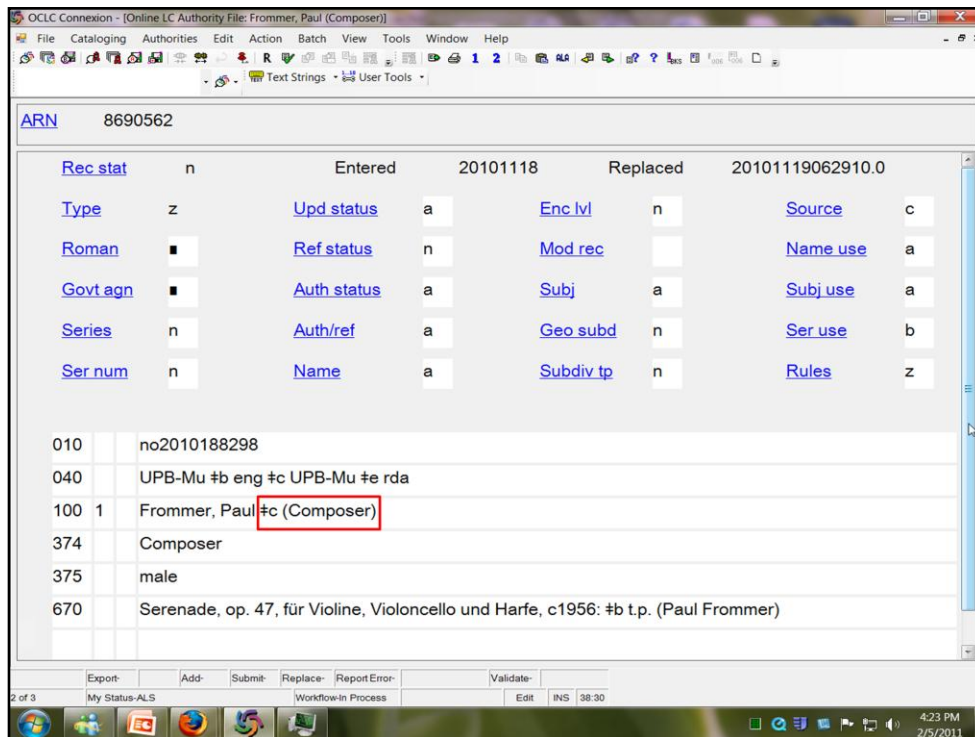 OCLC Connexion - [Online LC Authority File: Frommer, Paul (Composer)]
File Cataloging Authorities Edit Action Batch View Tools Window Help
R 1 2
Text Strings User Tools
ARN 8690562
Rec stat n Entered 20101118 Replaced 20101119062910.0
Type z Upd status a Enc lvl n Source c
Roman ■ Ref status n Mod rec Name use a
Govt agn ■ Auth status a Subj a Subj use a
Series n Auth/ref a Geo subd n Ser use b
Ser num n Name a Subdiv tp n Rules z
010 no2010188298
040 UPB-Mu ‡b eng ‡c UPB-Mu ‡e rda
100 1 Frommer, Paul ‡c (Composer)
374 Composer
375 male
670 Serenade, op. 47, für Violine, Violoncello und Harfe, c1956: ‡b t.p. (Paul Frommer)
Export- Add- Submit- Replace- Report Error- Validate-
2 of 3 My Status-ALS Workflow-In Process Edit INS 38:30
4:23 PM
2/5/2011